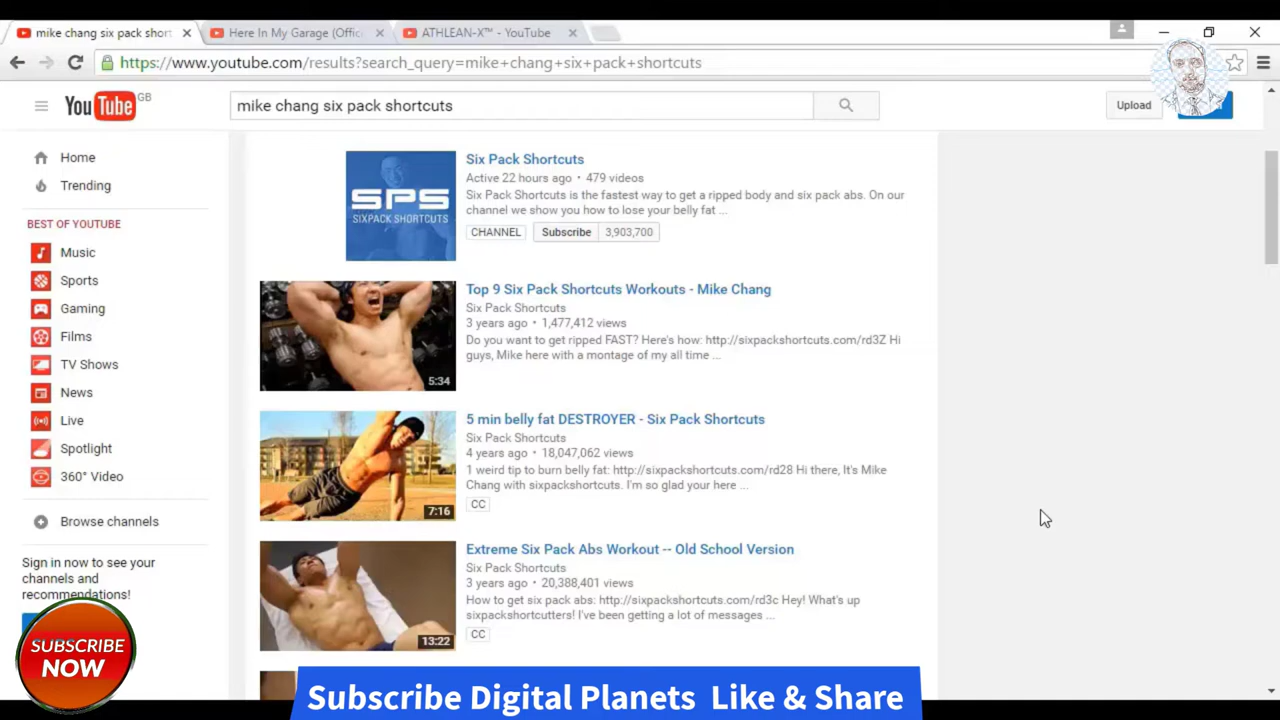 mike chang six pack short
Here In My Garage (Offic
ATHLEAN-X™ - YouTube
https://www.youtube.com/results?search_query=mike+chang+six+pack+shortcuts
YouTube GB
mike chang six pack shortcuts
Upload
Home
Trending
BEST OF YOUTUBE
Music
Sports
Gaming
Films
TV Shows
News
Live
Spotlight
360° Video
Browse channels
Sign in now to see your
channels and
recommendations!
SUBSCRIBE
NOW
SPS
SIXPACK SHORTCUTS
Six Pack Shortcuts
Active 22 hours ago • 479 videos
Six Pack Shortcuts is the fastest way to get a ripped body and six pack abs. On our
channel we show you how to lose your belly fat ...
CHANNEL Subscribe 3,903,700
5:34
Top 9 Six Pack Shortcuts Workouts - Mike Chang
Six Pack Shortcuts
3 years ago • 1,477,412 views
Do you want to get ripped FAST? Here's how: http://sixpackshortcuts.com/rd3Z Hi
guys, Mike here with a montage of my all time ...
7:16
5 min belly fat DESTROYER - Six Pack Shortcuts
Six Pack Shortcuts
4 years ago • 18,047,062 views
1 weird tip to burn belly fat: http://sixpackshortcuts.com/rd28 Hi there, It's Mike
Chang with sixpackshortcuts. I'm so glad your here ...
CC
13:22
Extreme Six Pack Abs Workout -- Old School Version
Six Pack Shortcuts
3 years ago • 20,388,401 views
How to get six pack abs: http://sixpackshortcuts.com/rd3c Hey! What's up
sixpackshortcutters! I've been getting a lot of messages ...
CC
Subscribe Digital Planets Like & Share